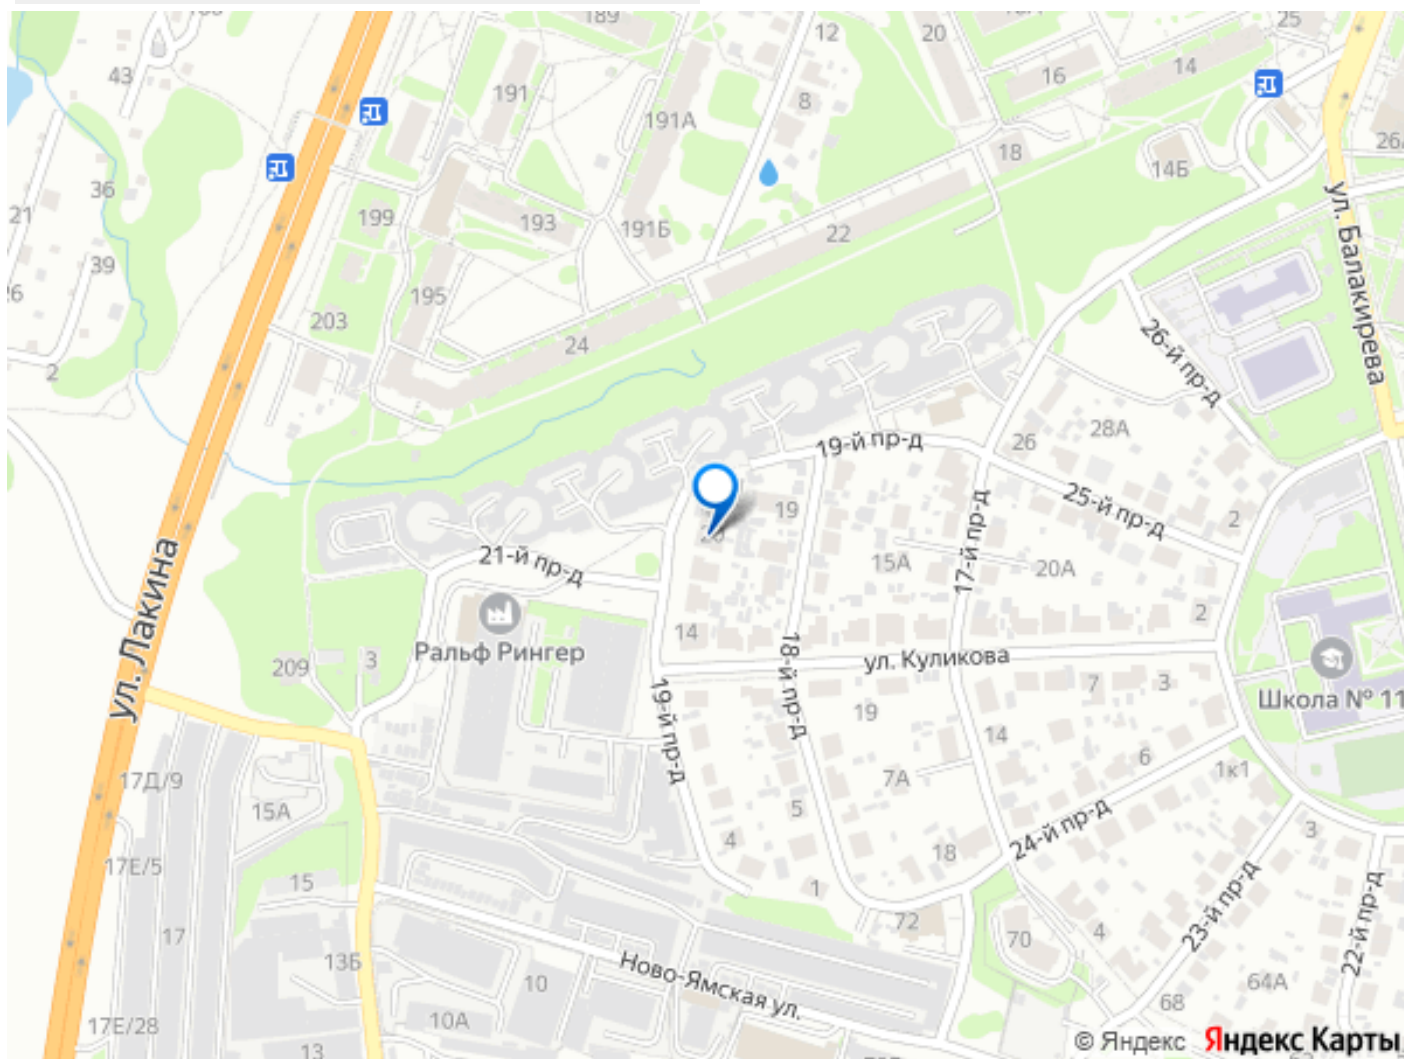 189
25
12
20
16
14
43
191
8
191А
26А
18
14Б
36
21
199
193
191Б
22
ул. Балакирева
39
195
203
24
26-й пр-д
2
28А
26
19-й пр-д
25-й пр-д
19
2
17-й пр-д
21-й пр-д
15А
20А
ул. Лакина
Ральф Рингер
14
2
18-й пр-д
ул. Куликова
209
3
7
3
Школа № 11
19-й пр-д
19
14
6
1к1
17Д/9
7А
15А
5
4
24-й пр-д
3
17Е/5
18
15
1
23-й пр-д
22-й пр-д
17
72
70
4
13Б
10
Ново-Ямская ул.
64А
68
17Е/28
10А
13
© Яндекс Яндекс Карты